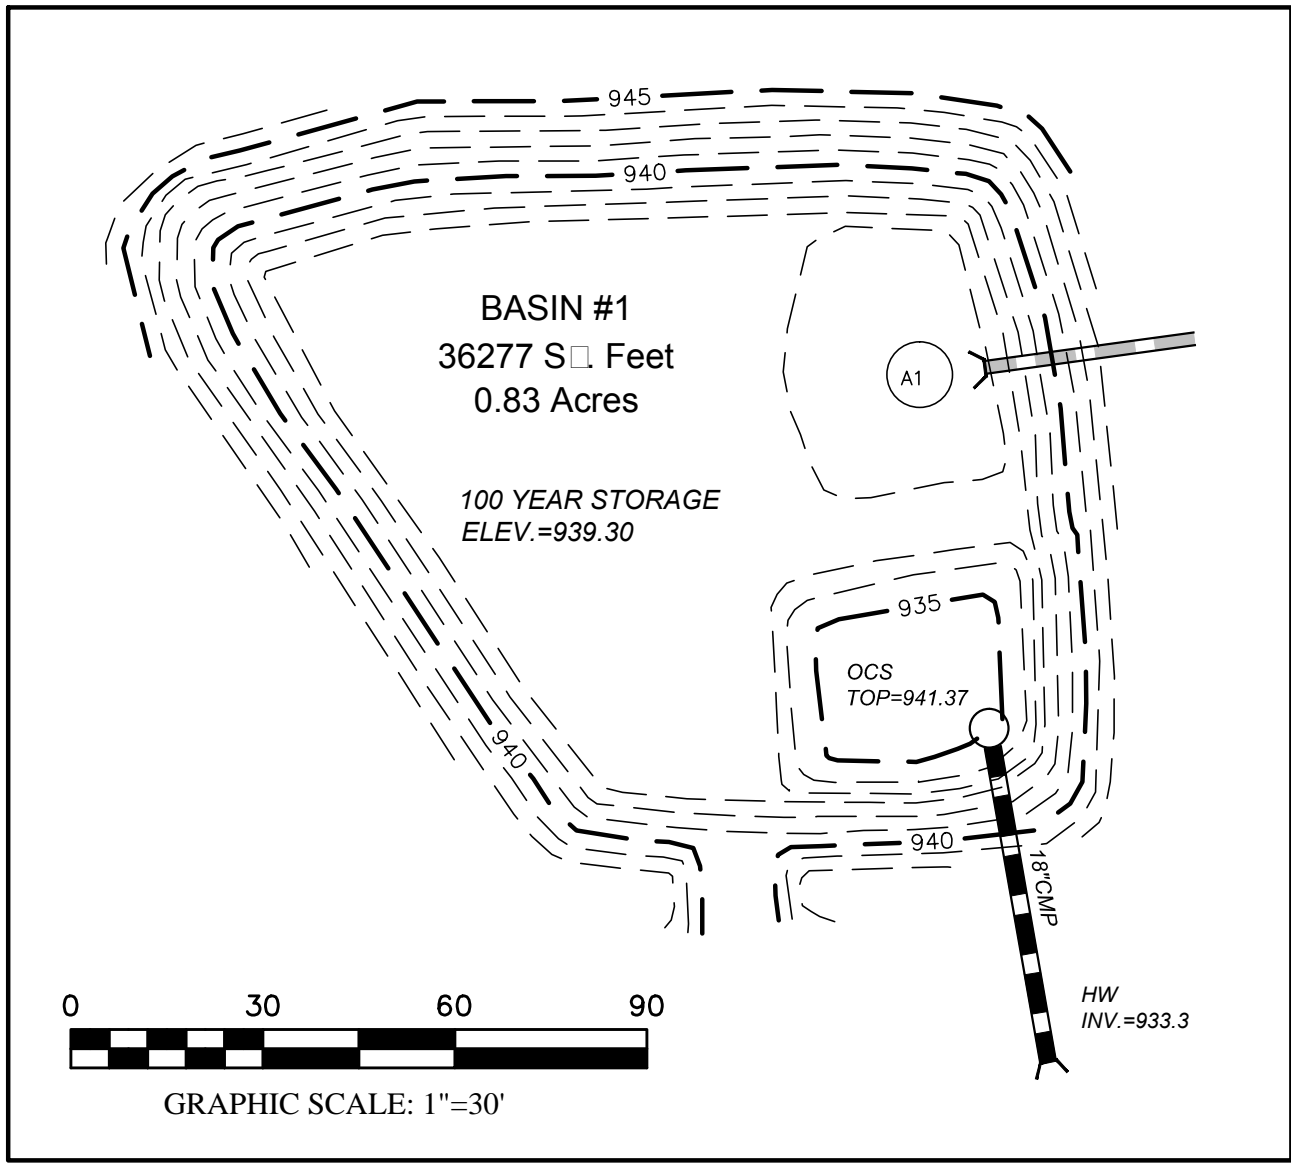 945
940
BASIN #1
36277 S□. Feet
0.83 Acres
A1
100 YEAR STORAGE
ELEV.=939.30
935
OCS
TOP=941.37
940
940
18"CMP
HW
INV.=933.3
0 30 60 90
GRAPHIC SCALE: 1"=30'